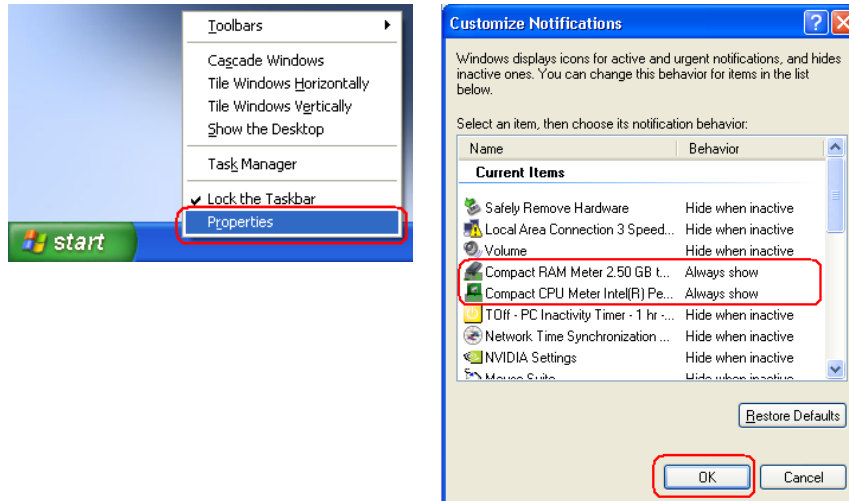 Toolbars
Cascade Windows
Tile Windows Horizontally
Tile Windows Vertically
Show the Desktop
Task Manager
Lock the Taskbar
Properties
start
Customize Notifications
Windows displays icons for active and urgent notifications, and hides
inactive ones. You can change this behavior for items in the list
below.
Select an item, then choose its notification behavior:
Name Behavior
Current Items
Safely Remove Hardware Hide when inactive
Local Area Connection 3 Speed... Hide when inactive
Volume Hide when inactive
Compact RAM Meter 2.50 GB t... Always show
Compact CPU Meter Intel(R) Pe... Always show
TOff - PC Inactivity Timer - 1 hr -... Hide when inactive
Network Time Synchronization ... Hide when inactive
NVIDIA Settings Hide when inactive
Mouse Suite Hide when inactive
Restore Defaults
OK Cancel